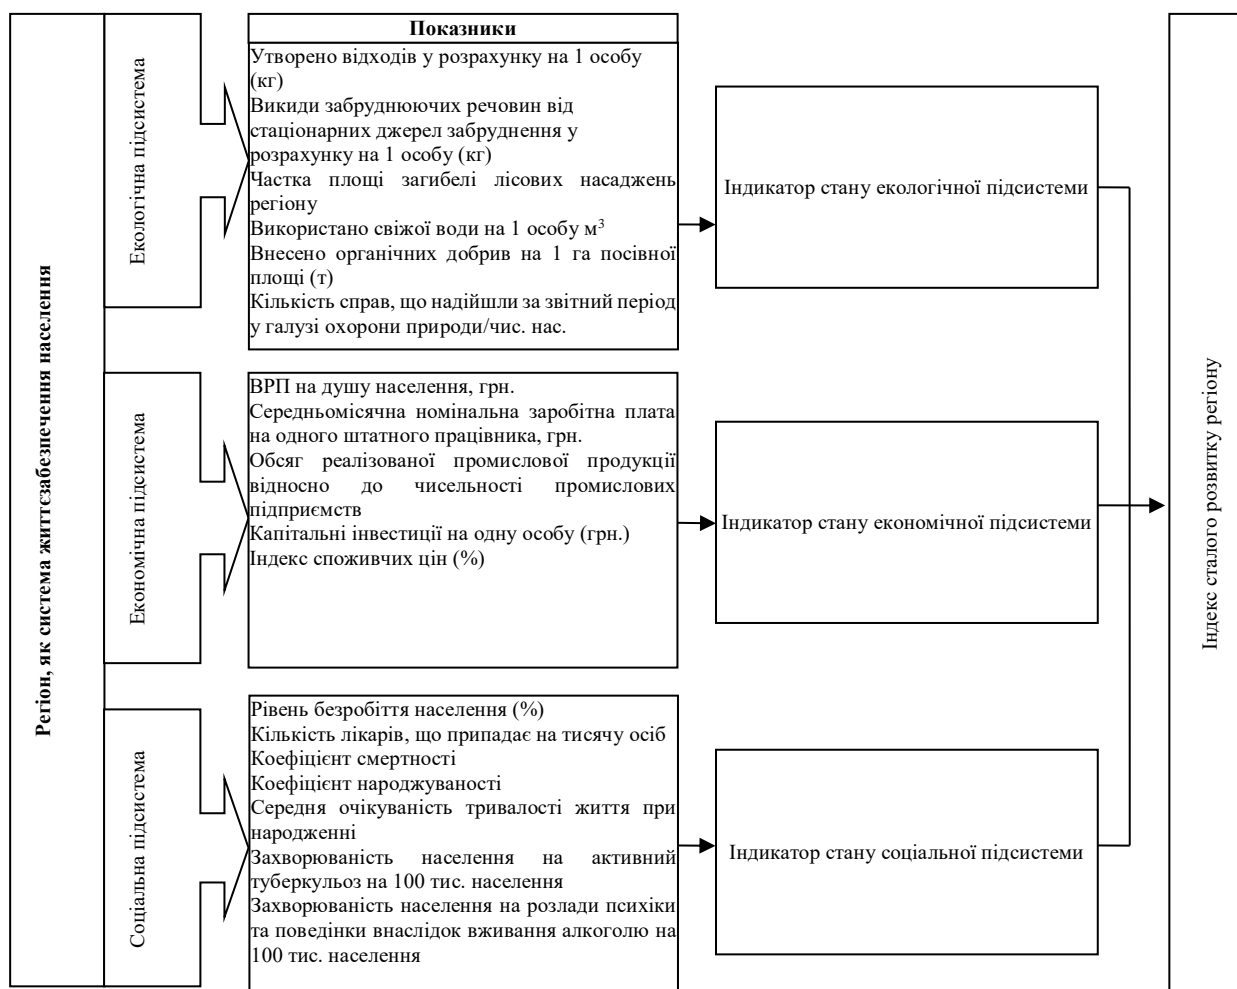 Регіон, як система життєзабезпечення населення
Екологічна підсистема
Показники
Утворено відходів у розрахунку на 1 особу
(кг)
Викиди забруднюючих речовин від
стаціонарних джерел забруднення у
розрахунку на 1 особу (кг)
Частка площі загибелі лісових насаджень
регіону
Використано свіжої води на 1 особу м³
Внесено органічних добрив на 1 га посівної
площі (т)
Кількість справ, що надійшли за звітний період
у галузі охорони природи/чис. нас.
Індикатор стану екологічної підсистеми
Економічна підсистема
ВРП на душу населення, грн.
Середньомісячна номінальна заробітна плата
на одного штатного працівника, грн.
Обсяг реалізованої промислової продукції
відносно до чисельності промислових
підприємств
Капітальні інвестиції на одну особу (грн.)
Індекс споживчих цін (%)
Індикатор стану економічної підсистеми
Соціальна підсистема
Рівень безробіття населення (%)
Кількість лікарів, що припадає на тисячу осіб
Коефіцієнт смертності
Коефіцієнт народжуваності
Середня очікуваність тривалості життя при
народженні
Захворюваність населення на активний
туберкульоз на 100 тис. населення
Захворюваність населення на розлади психіки
та поведінки внаслідок вживання алкоголю на
100 тис. населення
Індикатор стану соціальної підсистеми
Індекс сталого розвитку регіону